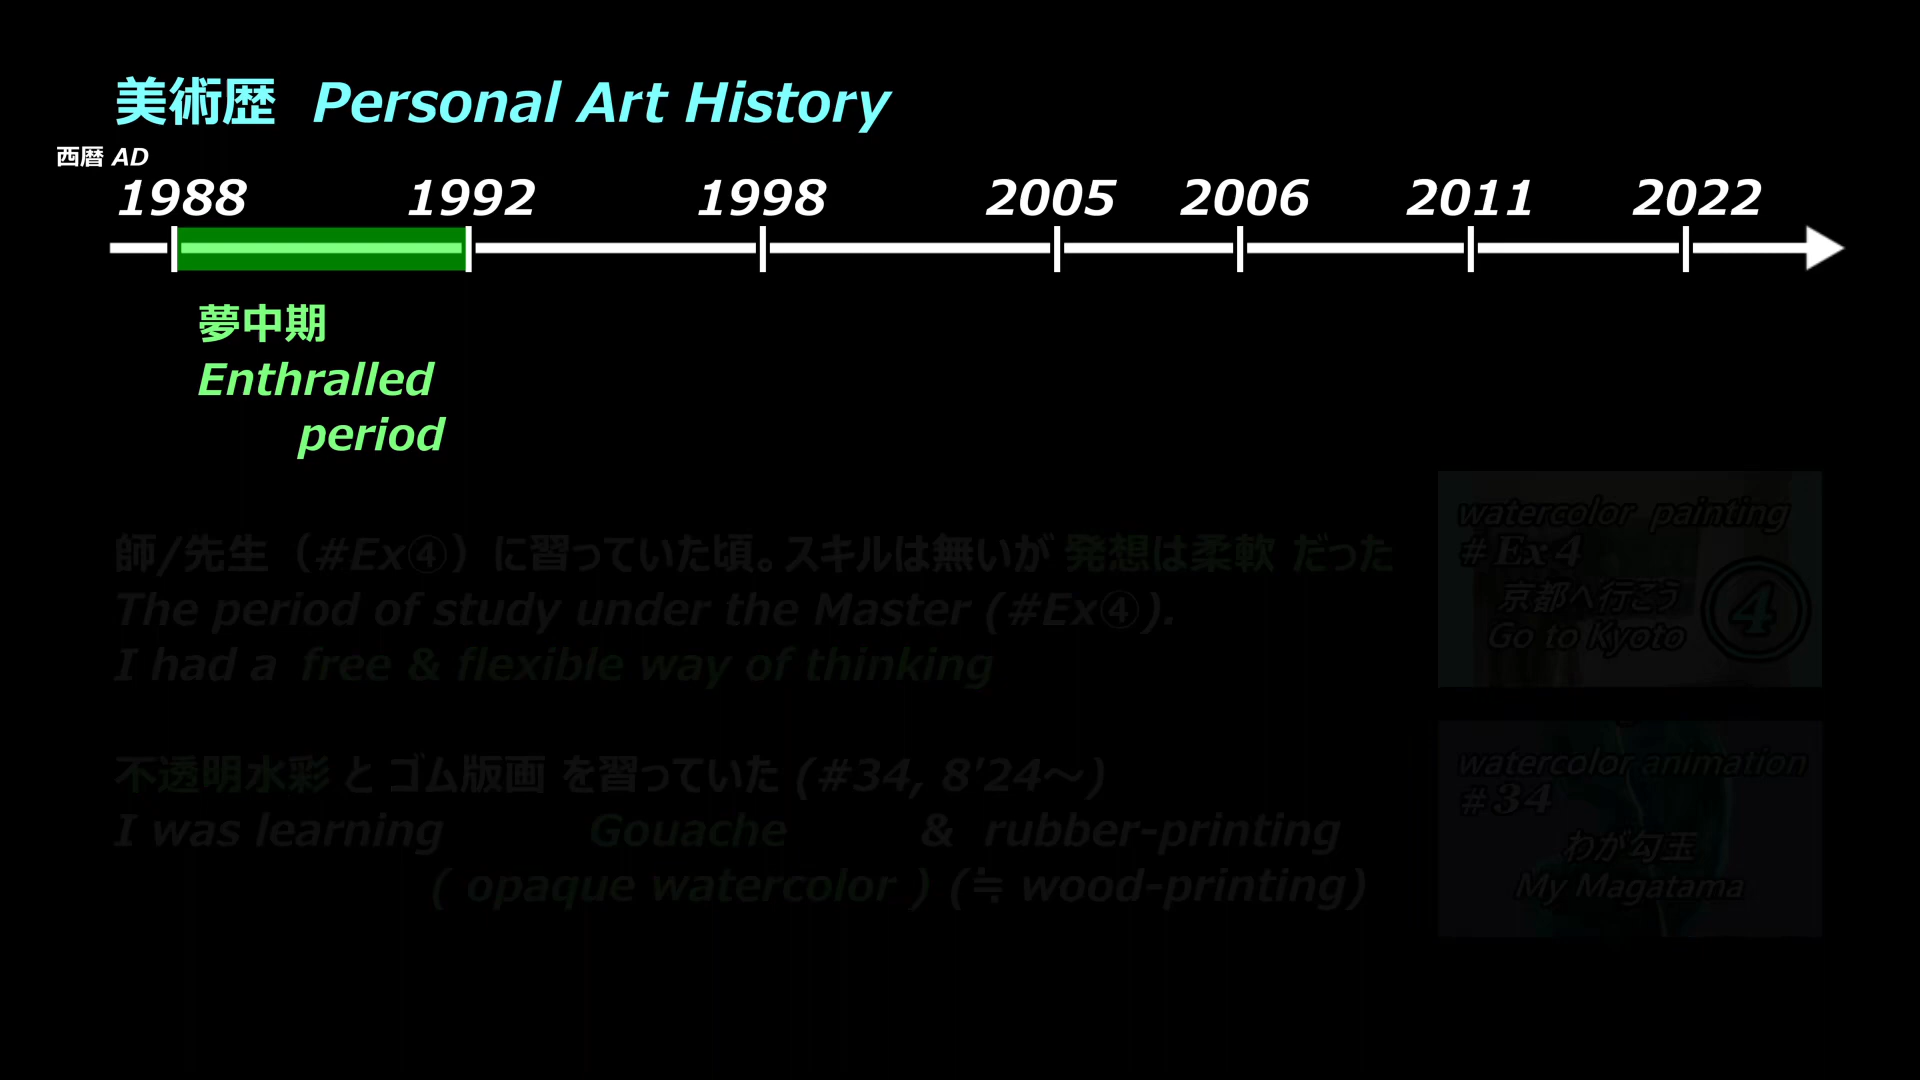 美術歴 Personal Art History
西暦 AD
1988 1992 1998 2005 2006 2011 2022
夢中期
Enthralled
period
師/先生（#Ex④）に習っていた頃。スキルは無いが 発想は柔軟 だった
The period of study under the Master (#Ex④).
I had a free & flexible way of thinking
watercolor painting
#Ex4
京都へ行こう
Go to Kyoto
④
不透明水彩 と ゴム版画 を習っていた (#34, 8'24～)
I was learning Gouache & rubber-printing
( opaque watercolor ) (≒ wood-printing)
watercolor animation
#34
わが勾玉
My Magatama